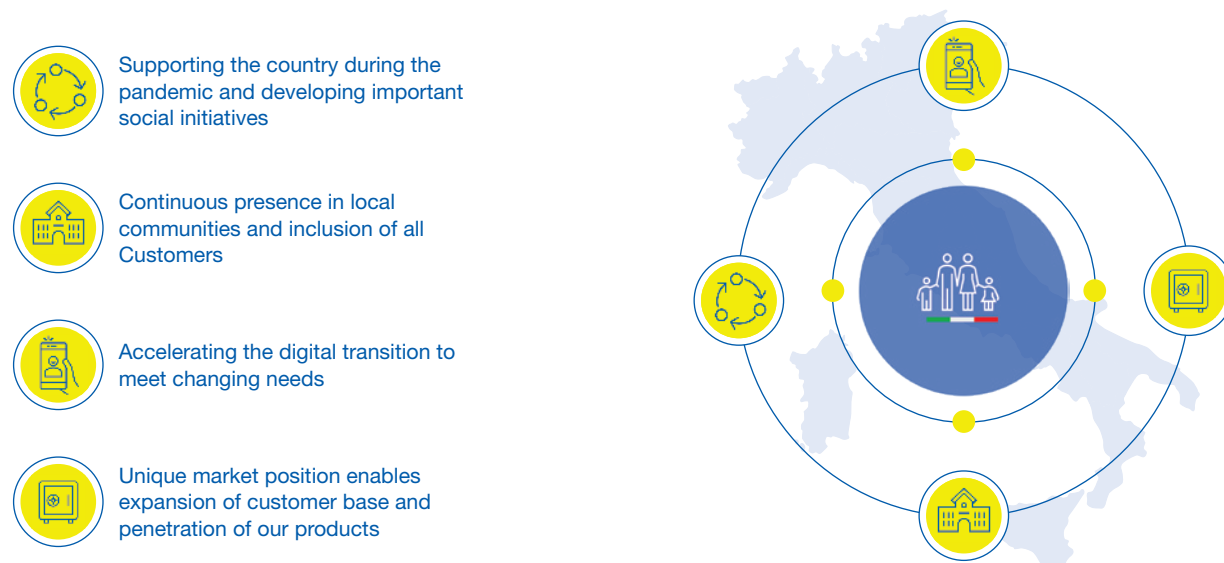 Supporting the country during the
pandemic and developing important
social initiatives
Continuous presence in local
communities and inclusion of all
Customers
Accelerating the digital transition to
meet changing needs
Unique market position enables
expansion of customer base and
penetration of our products